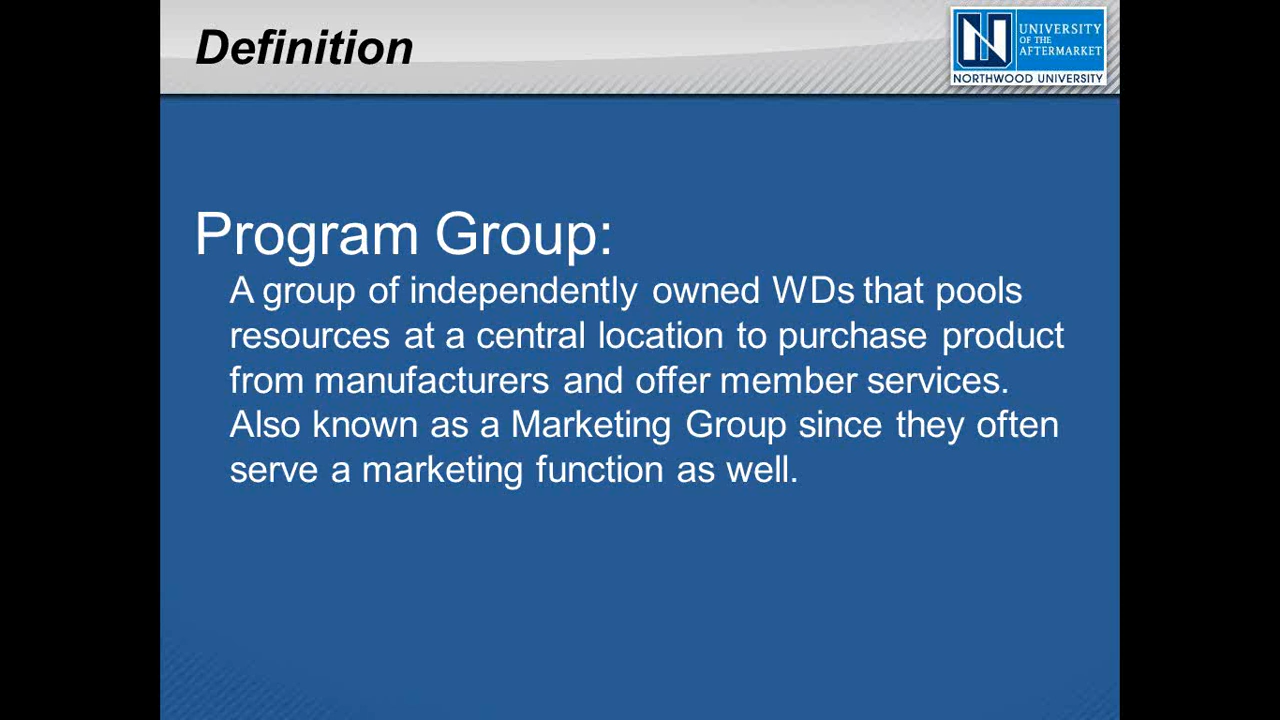 Definition
UNIVERSITY
OF THE
AFTERMARKET
NORTHWOOD UNIVERSITY
Program Group:
A group of independently owned WDs that pools
resources at a central location to purchase product
from manufacturers and offer member services.
Also known as a Marketing Group since they often
serve a marketing function as well.